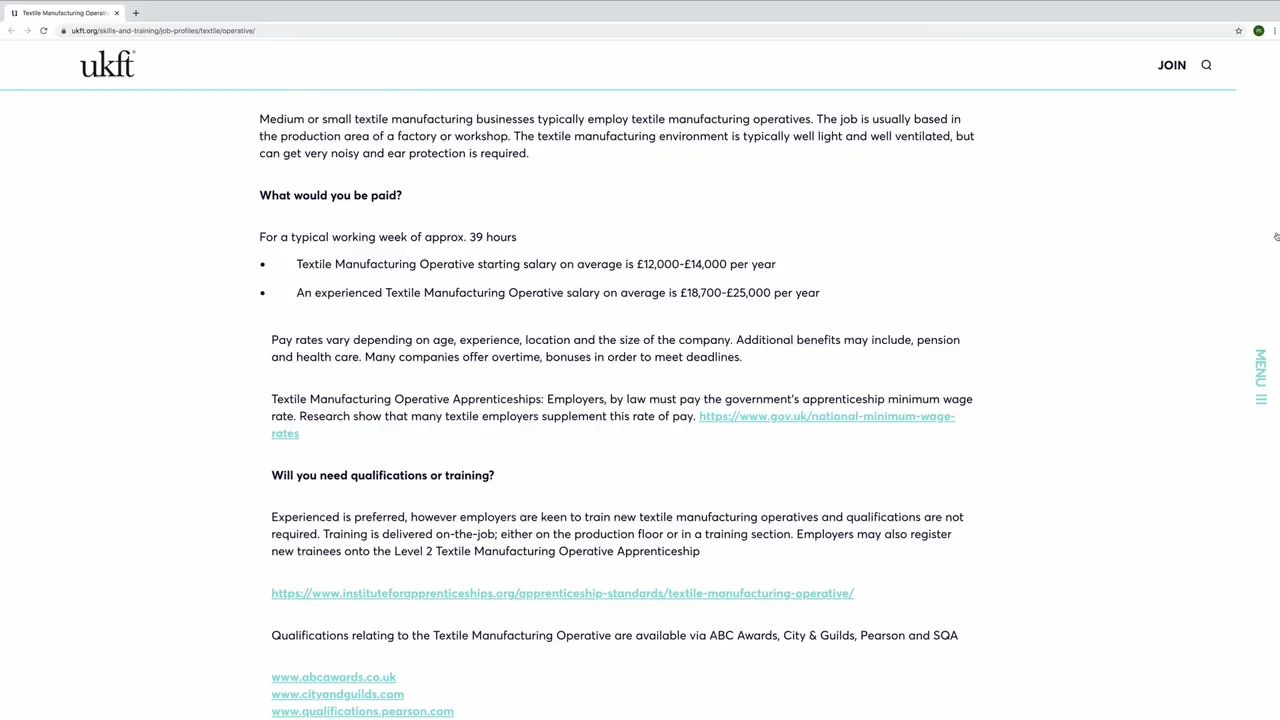 Textile Manufacturing Operativ
ukft.org/skills-and-training/job-profiles/textile/operative/
ukft
JOIN
Medium or small textile manufacturing businesses typically employ textile manufacturing operatives. The job is usually based in
the production area of a factory or workshop. The textile manufacturing environment is typically well light and well ventilated, but
can get very noisy and ear protection is required.
What would you be paid?
For a typical working week of approx. 39 hours
• Textile Manufacturing Operative starting salary on average is £12,000-£14,000 per year
• An experienced Textile Manufacturing Operative salary on average is £18,700-£25,000 per year
Pay rates vary depending on age, experience, location and the size of the company. Additional benefits may include, pension
and health care. Many companies offer overtime, bonuses in order to meet deadlines.
MENU
Textile Manufacturing Operative Apprenticeships: Employers, by law must pay the government's apprenticeship minimum wage
rate. Research show that many textile employers supplement this rate of pay. https://www.gov.uk/national-minimum-wage-
rates
Will you need qualifications or training?
Experienced is preferred, however employers are keen to train new textile manufacturing operatives and qualifications are not
required. Training is delivered on-the-job; either on the production floor or in a training section. Employers may also register
new trainees onto the Level 2 Textile Manufacturing Operative Apprenticeship
https://www.instituteforapprenticeships.org/apprenticeship-standards/textile-manufacturing-operative/
Qualifications relating to the Textile Manufacturing Operative are available via ABC Awards, City & Guilds, Pearson and SQA
www.abcawards.co.uk
www.cityandguilds.com
www.qualifications.pearson.com